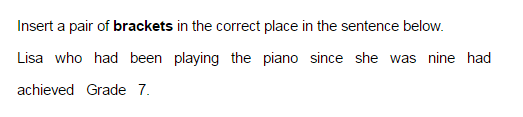 Insert a pair of brackets in the correct place in the sentence below.
Lisa who had been playing the piano since she was nine had
achieved Grade 7.